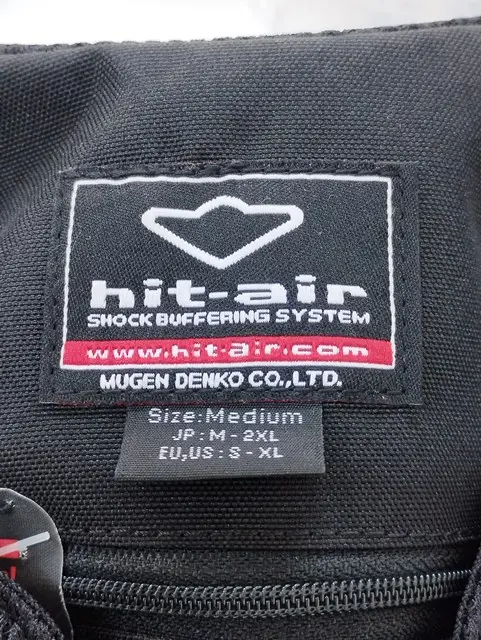 hit-air
SHOCK BUFFERING SYSTEM
www.hit-air.com
MUGEN DENKO CO.,LTD.
Size:Medium
JP : M - 2XL
EU,US : S - XL